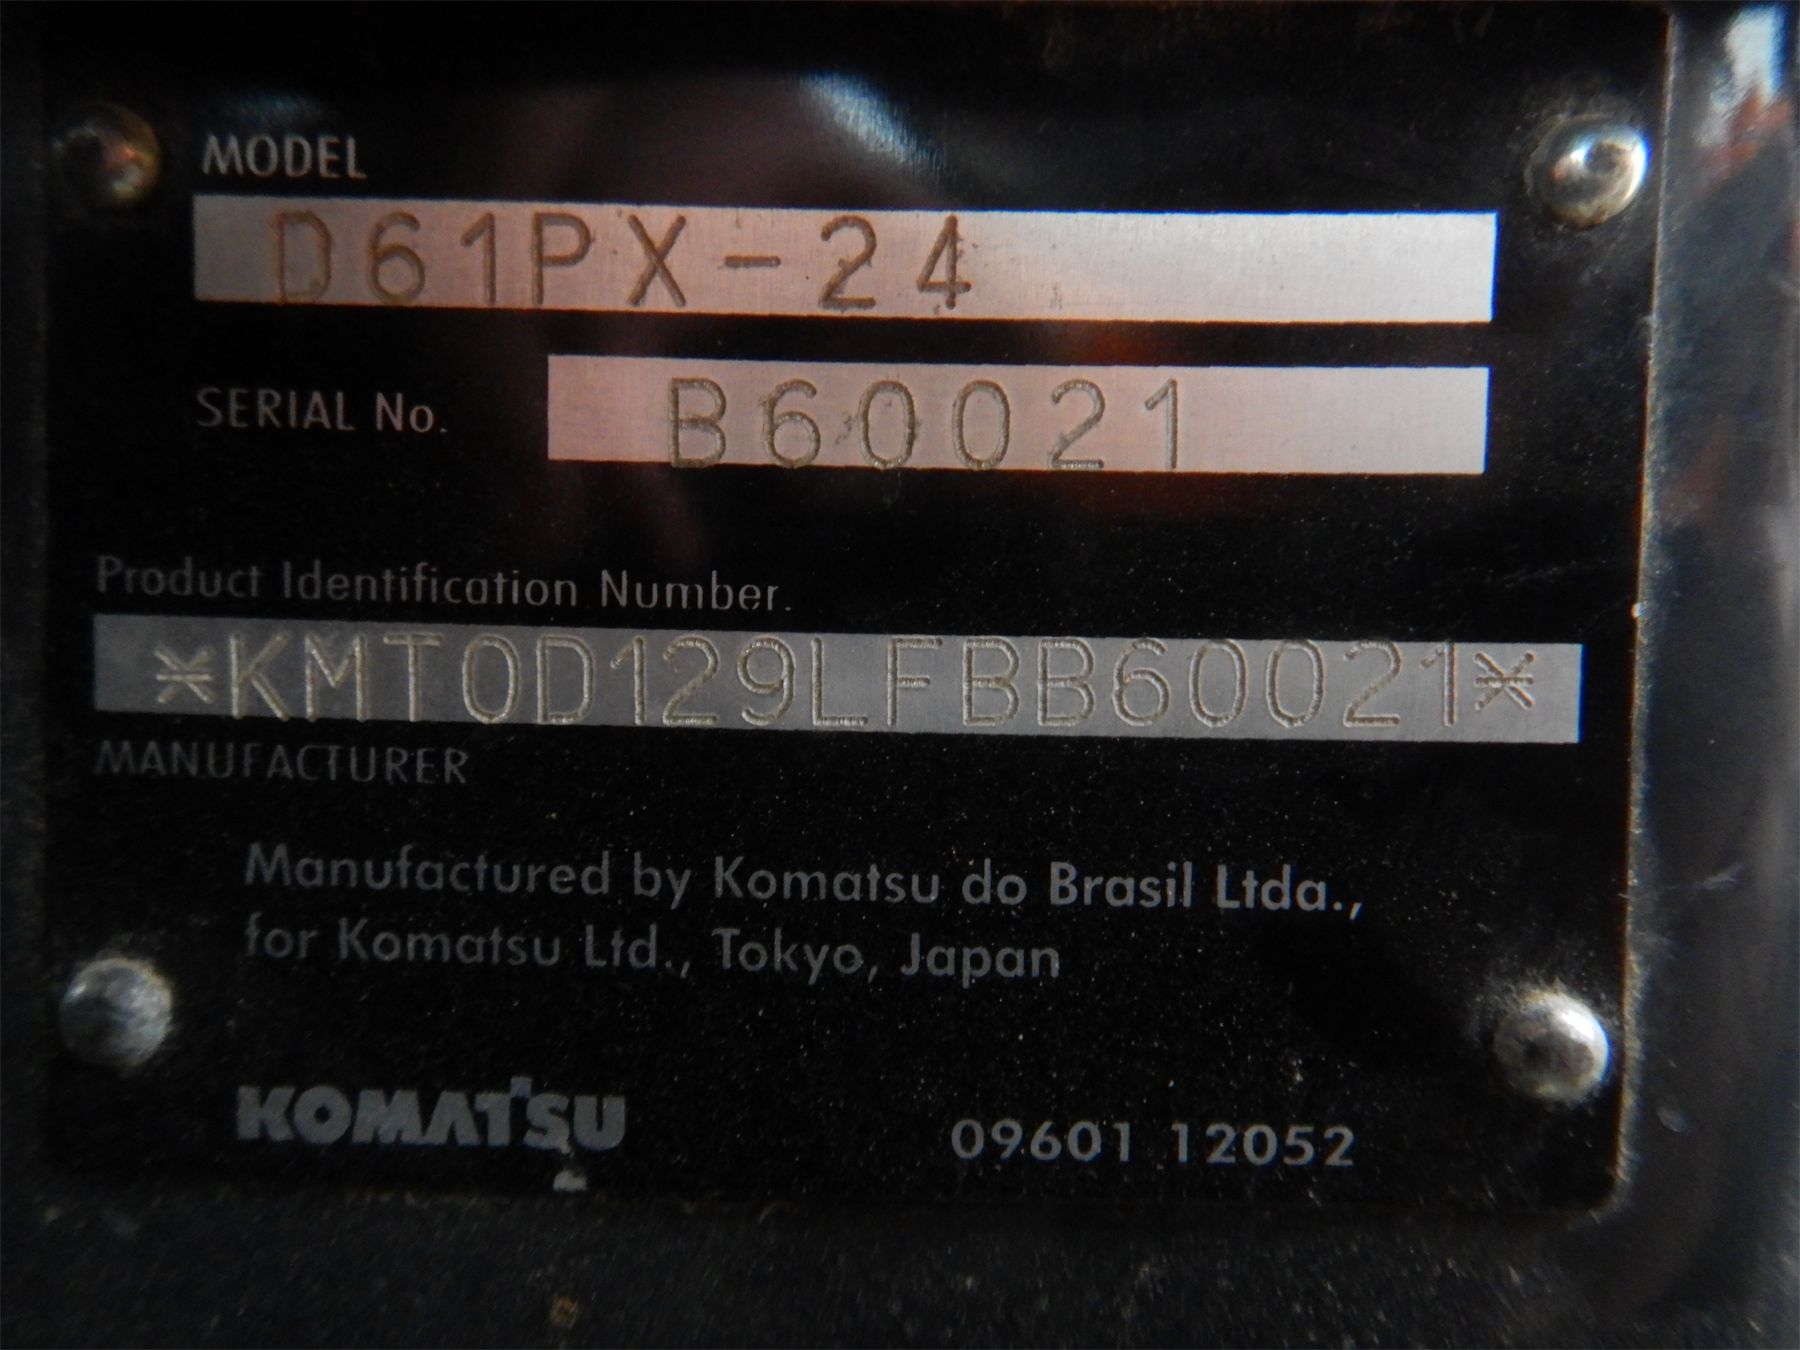 MODEL
D61PX-24
SERIAL No. B60021
Product Identification Number.
*KMT0D129LFBB60021*
MANUFACTURER
Manufactured by Komatsu do Brasil Ltda.,
for Komatsu Ltd., Tokyo, Japan
KOMATSU 09601 12052